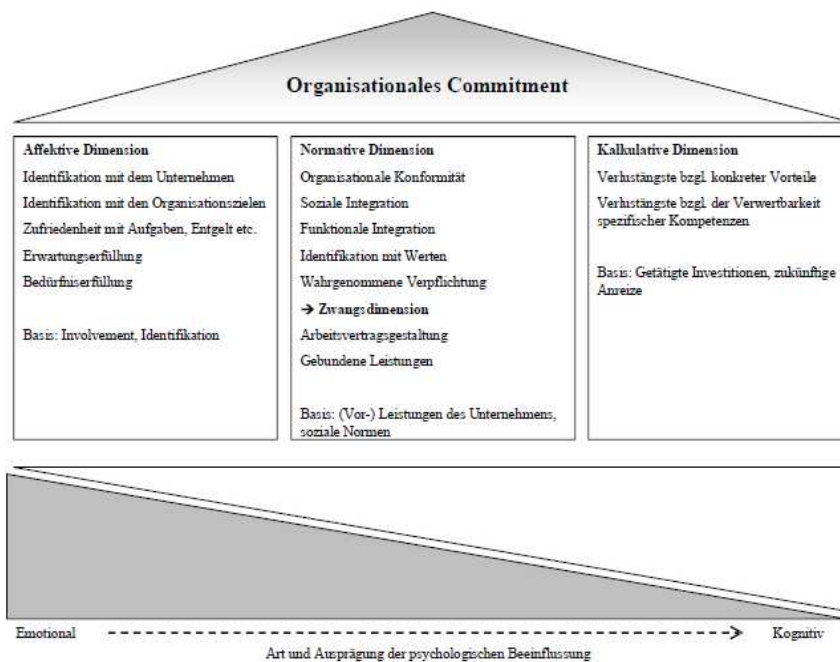 Organisationales Commitment
Affektive Dimension
Identifikation mit dem Unternehmen
Identifikation mit den Organisationszielen
Zufriedenheit mit Aufgaben, Entgelt etc.
Erwartungserfüllung
Bedürfniserfüllung
Basis: Involvement, Identifikation
Normative Dimension
Organisationale Konformität
Soziale Integration
Funktionale Integration
Identifikation mit Werten
Wahrgenommene Verpflichtung
→ Zwangsdimension
Arbeitsvertragsgestaltung
Gebundene Leistungen
Basis: (Vor-) Leistungen des Unternehmens,
soziale Normen
Kalkulative Dimension
Verlustängste bzgl. konkreter Vorteile
Verlustängste bzgl. der Verwertbarkeit
spezifischer Kompetenzen
Basis: Getätigte Investitionen, zukünftige
Anreize
Emotional
Kognitiv
Art und Ausprägung der psychologischen Beeinflussung